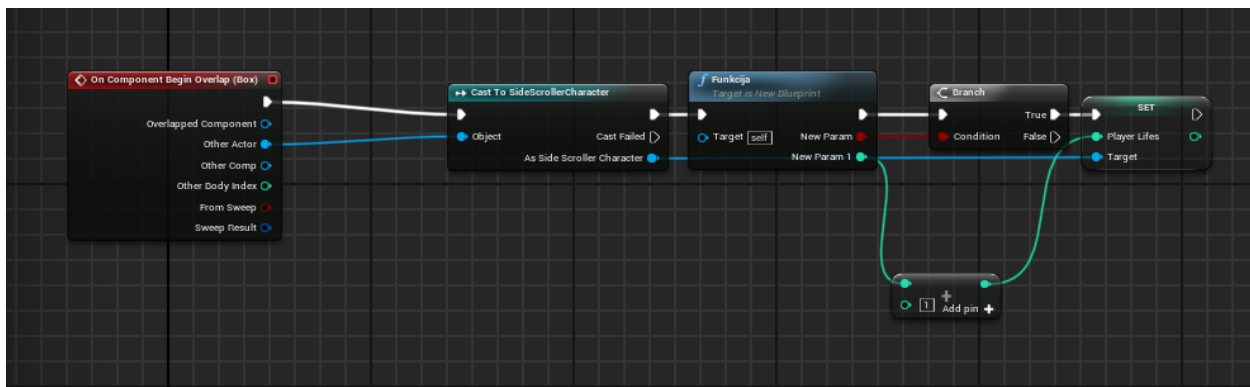 On Component Begin Overlap (Box)
Overlapped Component
Other Actor
Other Comp
Other Body Index
From Sweep
Sweep Result
Cast To SideScrollerCharacter
Object
Cast Failed
As Side Scroller Character
Funkcija
Target is New Blueprint
Target self
New Param
New Param 1
Branch
True
Condition
False
SET
Player Lifes
Target
1
Add pin +